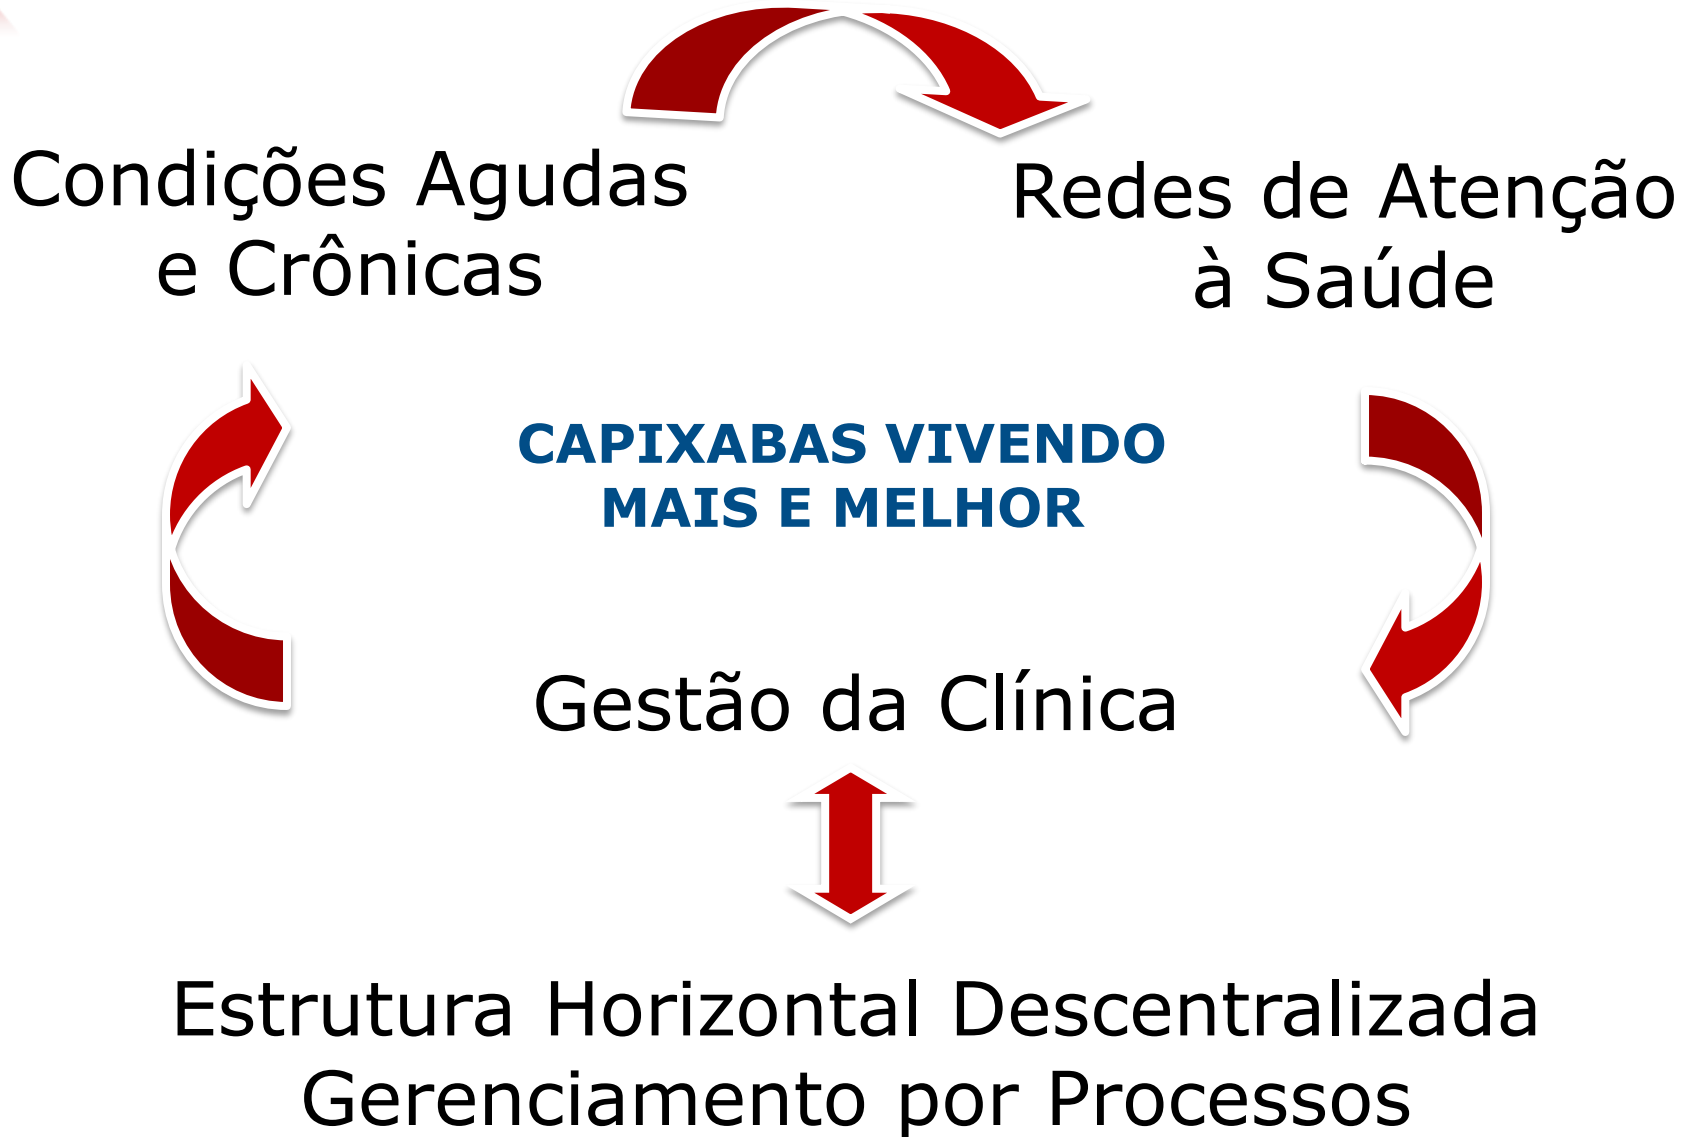 Condições Agudas
e Crônicas
Redes de Atenção
à Saúde
CAPIXABAS VIVENDO
MAIS E MELHOR
Gestão da Clínica
Estrutura Horizontal Descentralizada
Gerenciamento por Processos